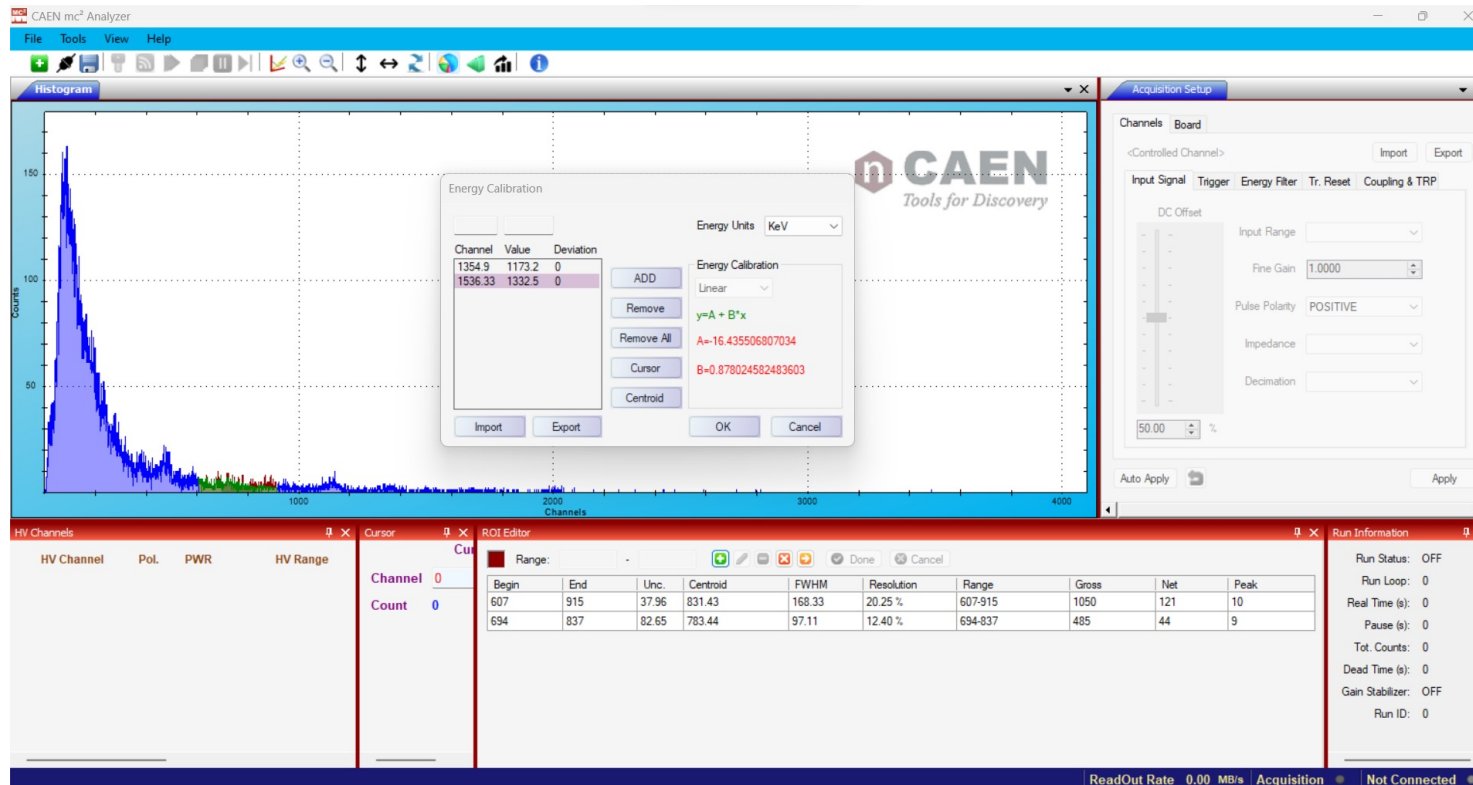 CAEN mc² Analyzer
File Tools View Help
Histogram
Acquisition Setup
Channels Board
<Controlled Channel> Import Export
Input Signal Trigger Energy Filter Tr. Reset Coupling & TRP
DC Offset
Input Range
Fine Gain 1.0000
Pulse Polarity POSITIVE
Impedance
Decimation
50.00 %
Auto Apply Apply
n CAEN
Tools for Discovery
150
100
50
Counts
1000 2000 3000 4000
Channels
Energy Calibration
Energy Units KeV
Channel Value Deviation
1354.9 1173.2 0
1536.33 1332.5 0
ADD
Remove
Remove All
Cursor
Centroid
Import Export
Energy Calibration
Linear
y=A + B*x
A=-16.435506807034
B=0.878024582483603
OK Cancel
HV Channels
HV Channel Pol. PWR HV Range
Cursor
Cur
Channel 0
Count 0
ROI Editor
Range: - Done Cancel
Begin End Unc. Centroid FWHM Resolution Range Gross Net Peak
607 915 37.96 831.43 168.33 20.25 % 607-915 1050 121 10
694 837 82.65 783.44 97.11 12.40 % 694-837 485 44 9
Run Information
Run Status: OFF
Run Loop: 0
Real Time (s): 0
Pause (s): 0
Tot. Counts: 0
Dead Time (s): 0
Gain Stabilizer: OFF
Run ID: 0
ReadOut Rate 0.00 MB/s Acquisition Not Connected